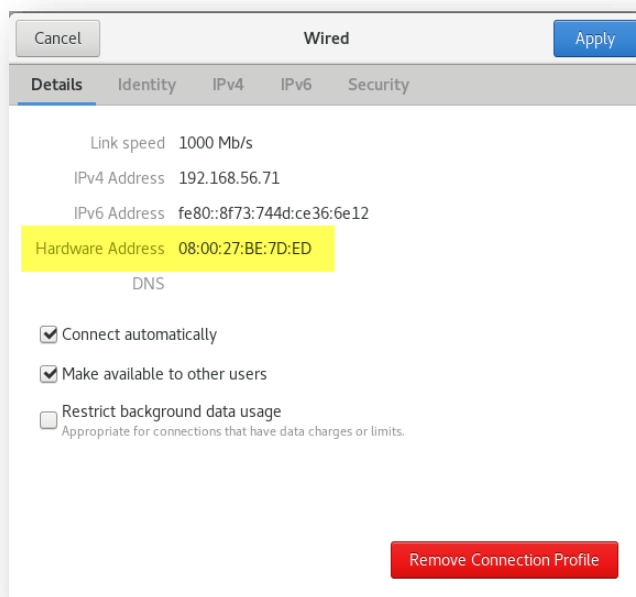 Cancel Wired Apply
Details Identity IPv4 IPv6 Security
Link speed 1000 Mb/s
IPv4 Address 192.168.56.71
IPv6 Address fe80::8f73:744d:ce36:6e12
Hardware Address 08:00:27:BE:7D:ED
DNS
Connect automatically
Make available to other users
Restrict background data usage
Appropriate for connections that have data charges or limits.
Remove Connection Profile